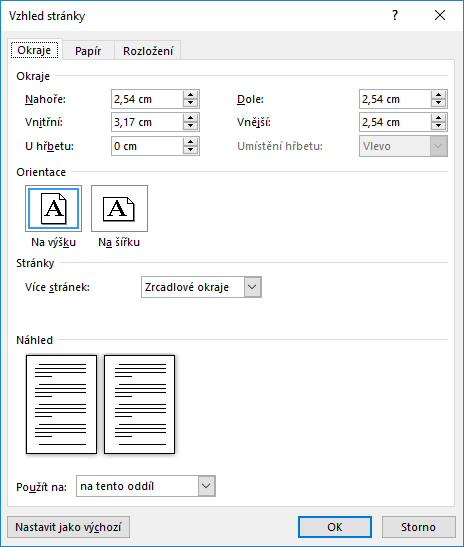 Vzhled stránky
?
Okraje Papír Rozložení
Okraje
Nahoře: 2,54 cm Dole: 2,54 cm
Vnitřní: 3,17 cm Vnější: 2,54 cm
U hřbetu: 0 cm Umístění hřbetu: Vlevo
Orientace
A A
Na výšku Na šířku
Stránky
Více stránek: Zrcadlové okraje
Náhled
Použít na: na tento oddíl
Nastavit jako výchozí OK Storno